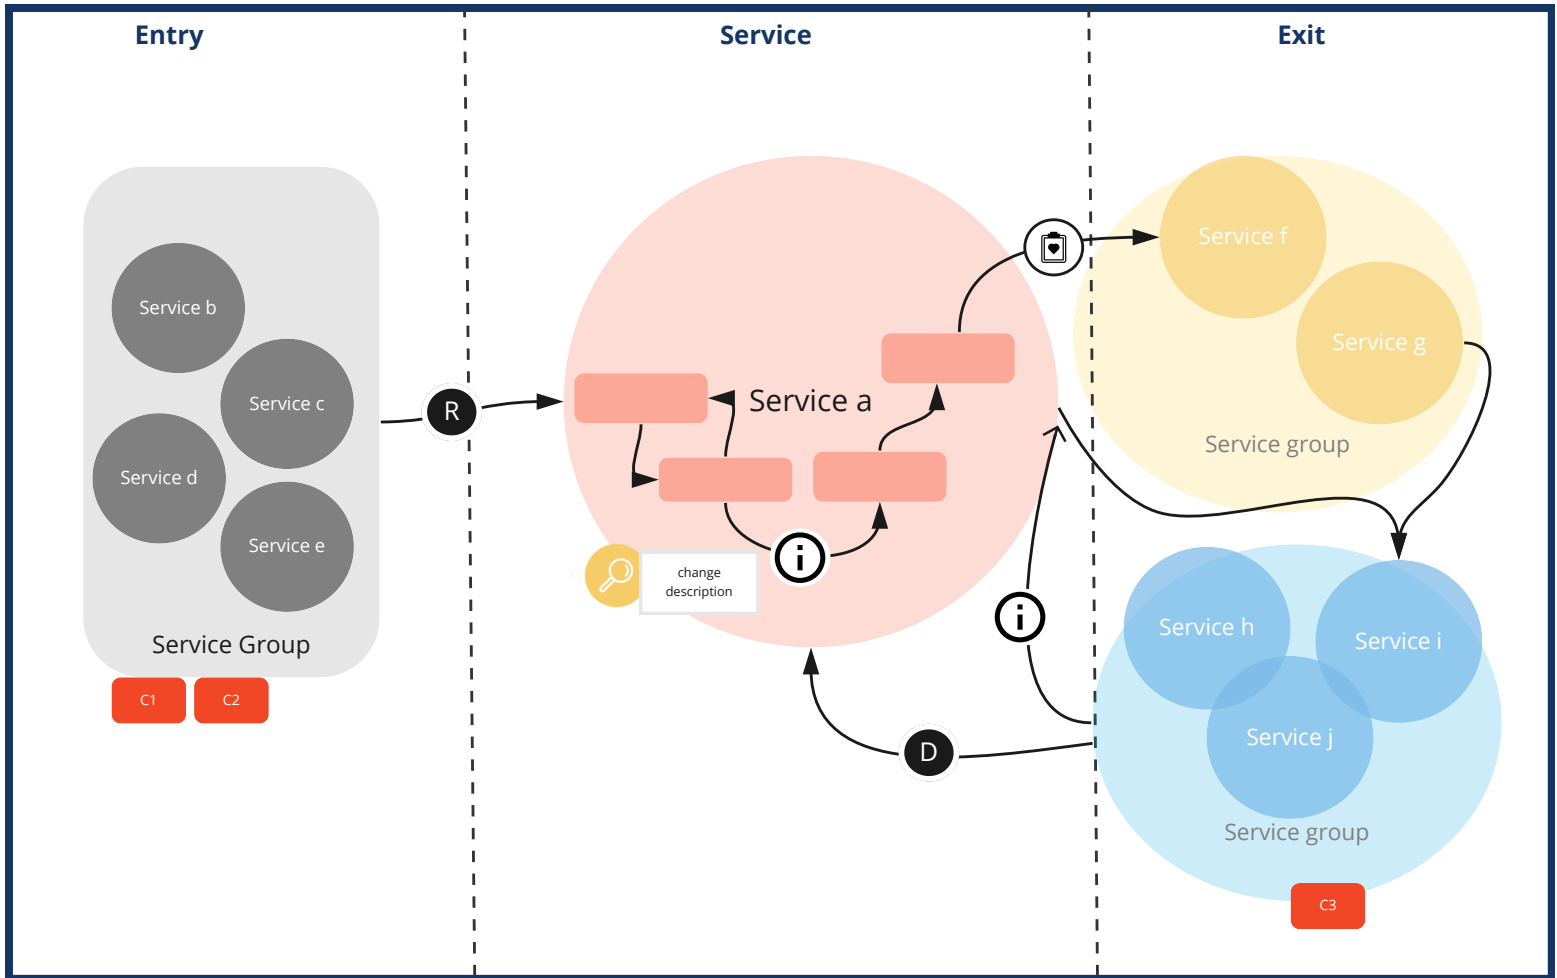 Entry
Service
Exit
Service b
Service c
Service d
Service e
Service Group
C1
C2
R
Service a
i
change
description
i
D
Service f
Service g
Service group
Service h
Service i
Service j
Service group
C3